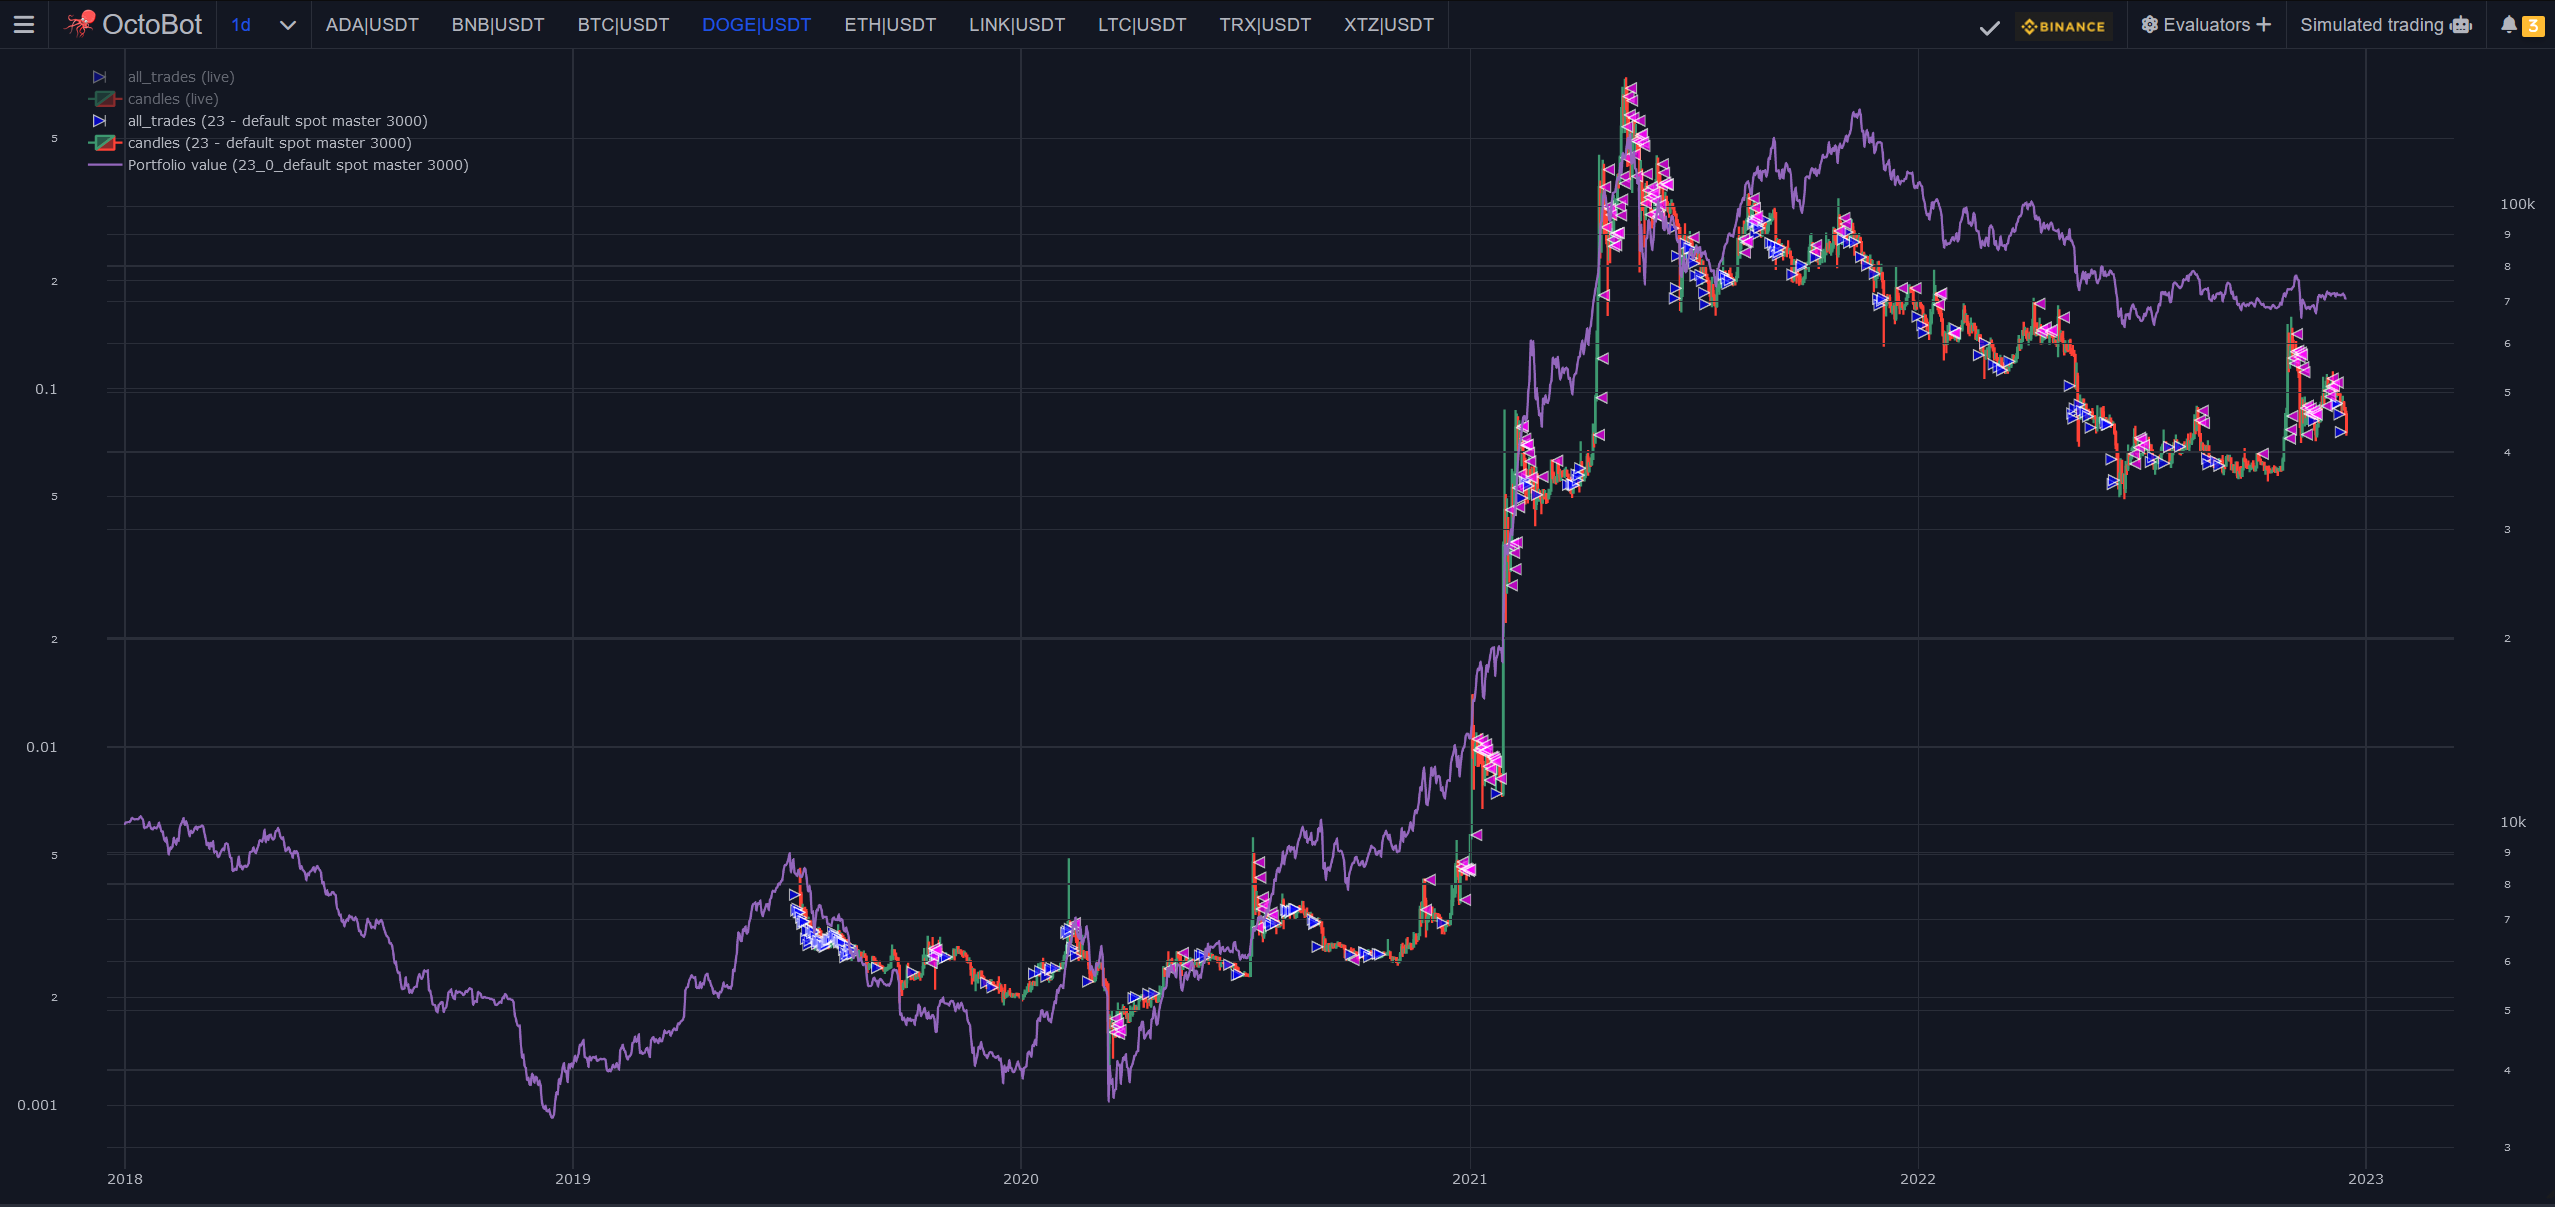 OctoBot 1d ADA|USDT BNB|USDT BTC|USDT DOGE|USDT ETH|USDT LINK|USDT LTC|USDT TRX|USDT XTZ|USDT BINANCE Evaluators Simulated trading 3
all_trades (live)
candles (live)
all_trades (23 - default spot master 3000)
candles (23 - default spot master 3000)
Portfolio value (23_0_default spot master 3000)
5
2
0.1
5
2
0.01
5
2
0.001
100k
9
8
7
6
5
4
3
2
10k
9
8
7
6
5
4
3
2018 2019 2020 2021 2022 2023